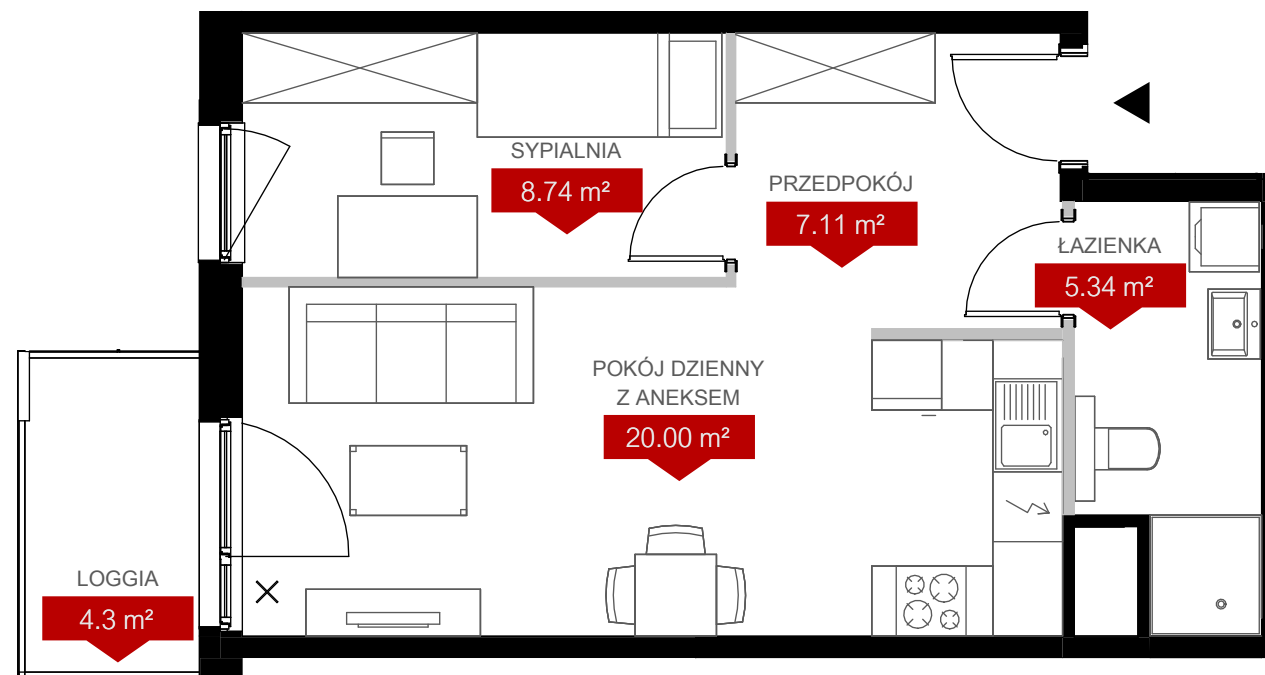 SYPIALNIA
8.74 m²
PRZEDPOKÓJ
7.11 m²
ŁAZIENKA
5.34 m²
POKÓJ DZIENNY
Z ANEKSEM
20.00 m²
LOGGIA
4.3 m²